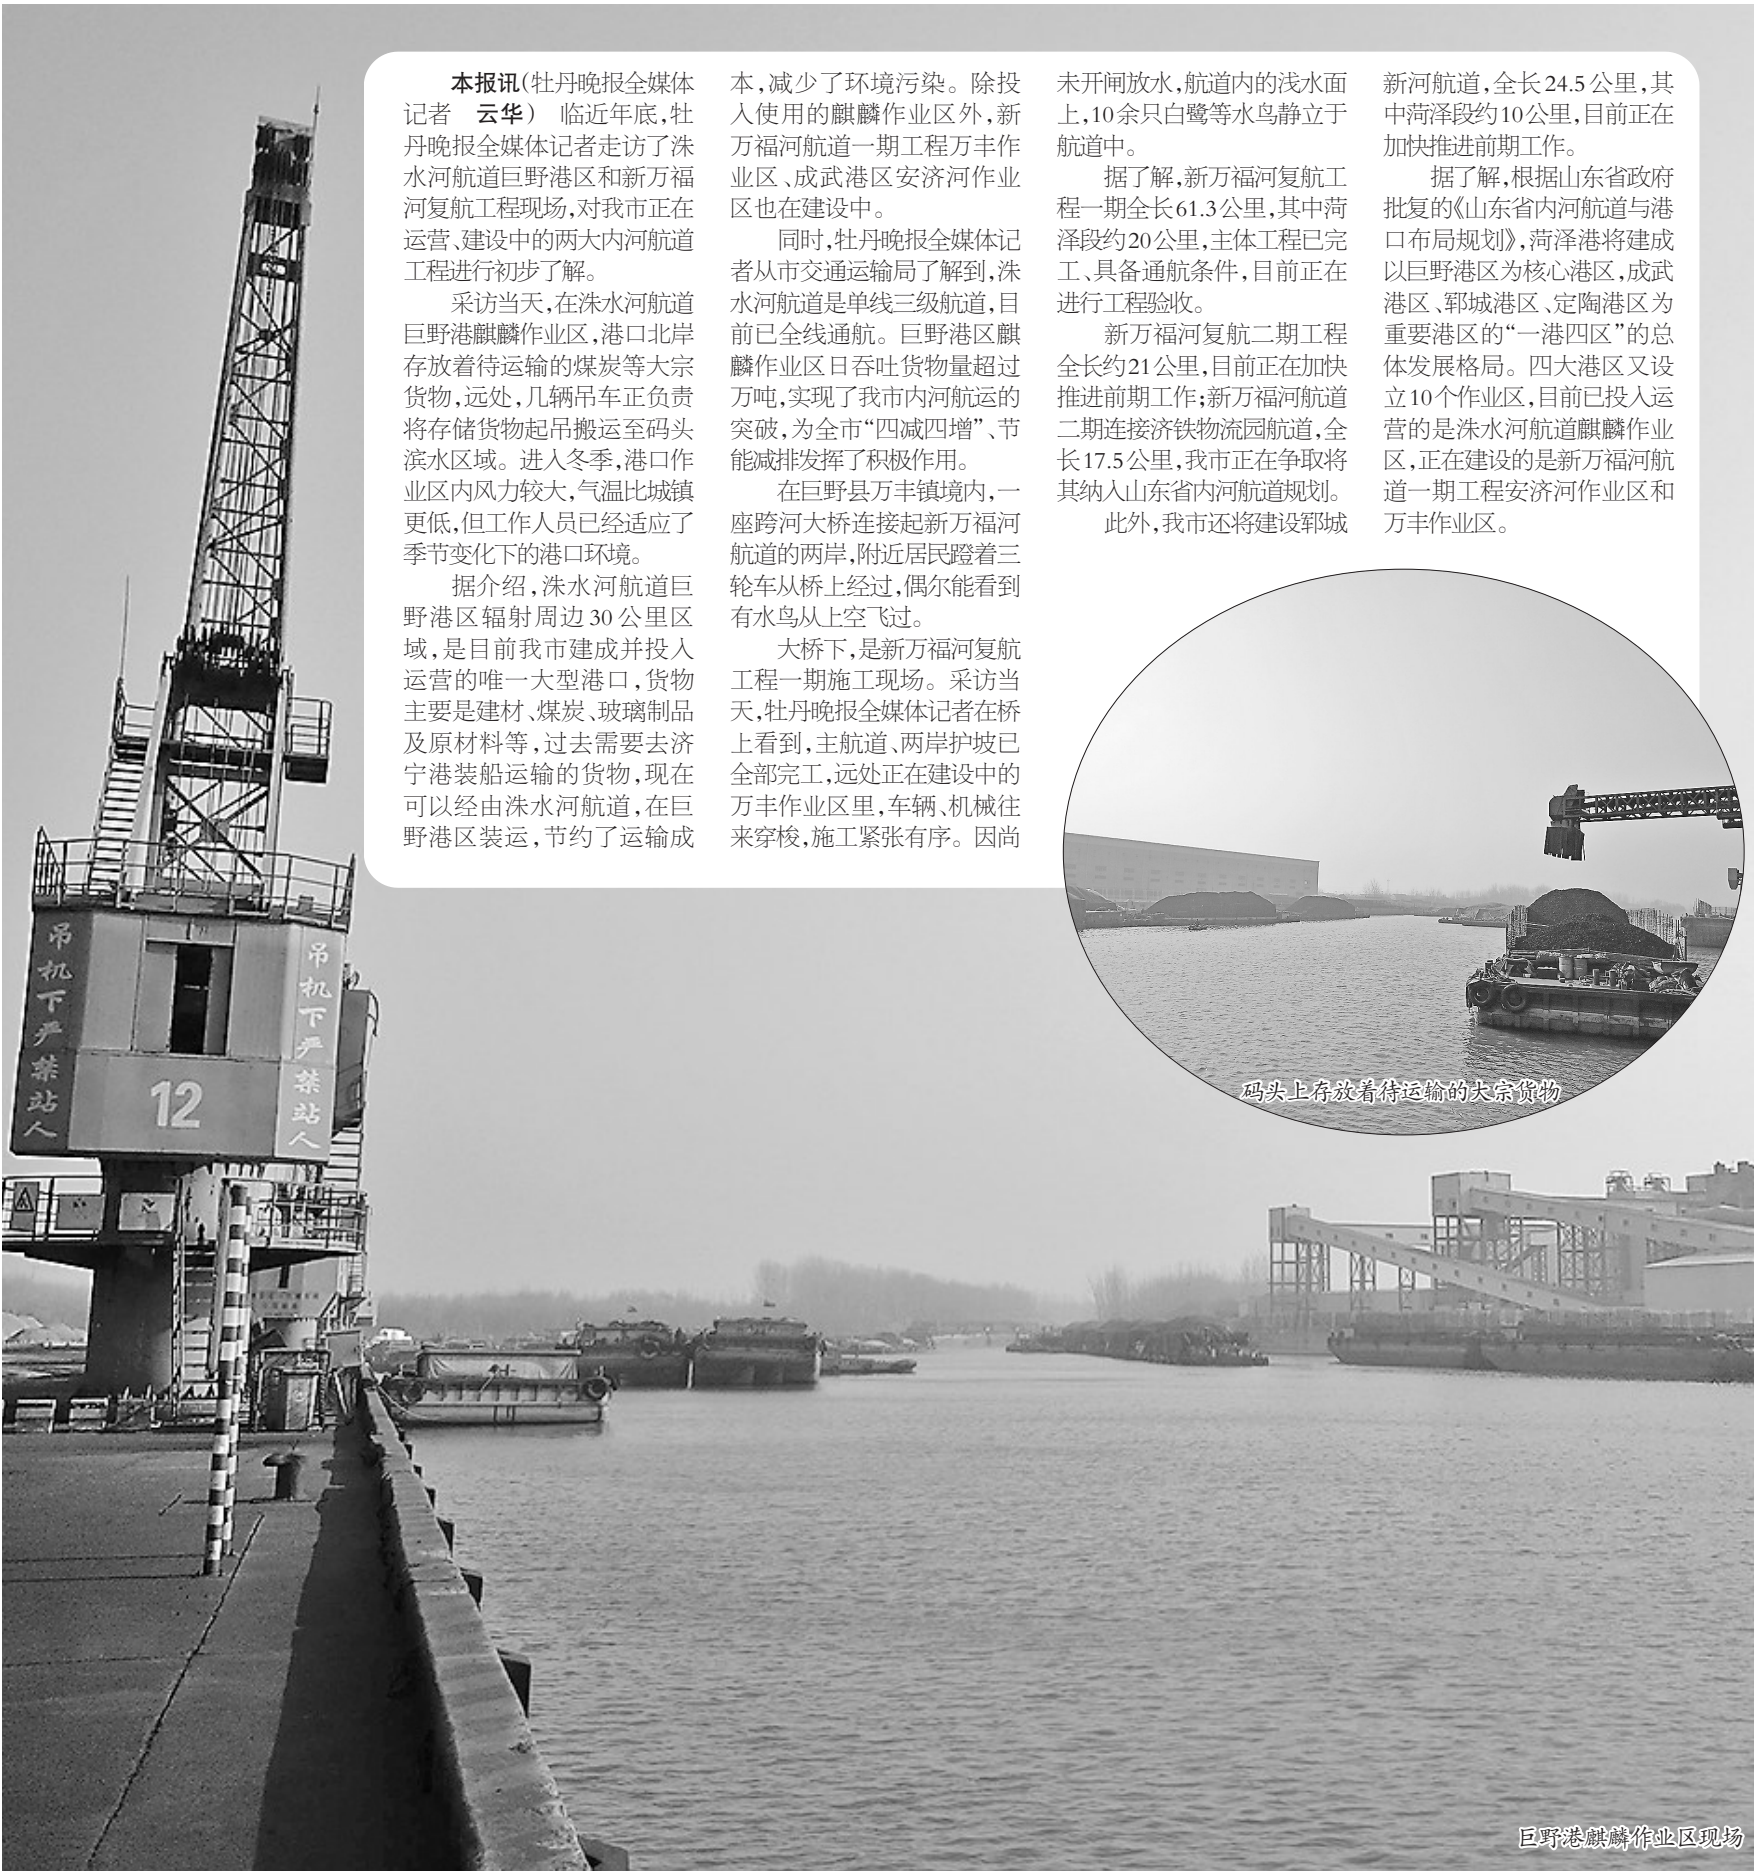 本报讯(牡丹晚报全媒体
记者 云华) 临近年底,牡
丹晚报全媒体记者走访了洙
水河航道巨野港区和新万福
河复航工程现场,对我市正在
运营、建设中的两大内河航道
工程进行初步了解。
采访当天,在洙水河航道
巨野港麒麟作业区,港口北岸
存放着待运输的煤炭等大宗
货物,远处,几辆吊车正负责
将存储货物起吊搬运至码头
滨水区域。进入冬季,港口作
业区内风力较大,气温比城镇
更低,但工作人员已经适应了
季节变化下的港口环境。
据介绍,洙水河航道巨
野港区辐射周边30公里区
域,是目前我市建成并投入
运营的唯一大型港口,货物
主要是建材、煤炭、玻璃制品
及原材料等,过去需要去济
宁港装船运输的货物,现在
可以经由洙水河航道,在巨
野港区装运,节约了运输成
本,减少了环境污染。除投
入使用的麒麟作业区外,新
万福河航道一期工程万丰作
业区、成武港区安济河作业
区也在建设中。
同时,牡丹晚报全媒体记
者从市交通运输局了解到,洙
水河航道是单线三级航道,目
前已全线通航。巨野港区麒
麟作业区日吞吐货物量超过
万吨,实现了我市内河航运的
突破,为全市“四减四增”、节
能减排发挥了积极作用。
在巨野县万丰镇境内,一
座跨河大桥连接起新万福河
航道的两岸,附近居民蹬着三
轮车从桥上经过,偶尔能看到
有水鸟从上空飞过。
大桥下,是新万福河复航
工程一期施工现场。采访当
天,牡丹晚报全媒体记者在桥
上看到,主航道、两岸护坡已
全部完工,远处正在建设中的
万丰作业区里,车辆、机械往
来穿梭,施工紧张有序。因尚
未开闸放水,航道内的浅水面
上,10余只白鹭等水鸟静立于
航道中。
据了解,新万福河复航工
程一期全长61.3公里,其中菏
泽段约20公里,主体工程已完
工、具备通航条件,目前正在
进行工程验收。
新万福河复航二期工程
全长约21公里,目前正在加快
推进前期工作;新万福河航道
二期连接济铁物流园航道,全
长17.5公里,我市正在争取将
其纳入山东省内河航道规划。
此外,我市还将建设郓城
新河航道,全长24.5公里,其
中菏泽段约10公里,目前正在
加快推进前期工作。
据了解,根据山东省政府
批复的《山东省内河航道与港
口布局规划》,菏泽港将建成
以巨野港区为核心港区,成武
港区、郓城港区、定陶港区为
重要港区的“一港四区”的总
体发展格局。四大港区又设
立10个作业区,目前已投入运
营的是洙水河航道麒麟作业
区,正在建设的是新万福河航
道一期工程安济河作业区和
万丰作业区。
吊机下严禁站人
12
吊机下严禁站人
码头上存放着待运输的大宗货物
巨野港麒麟作业区现场